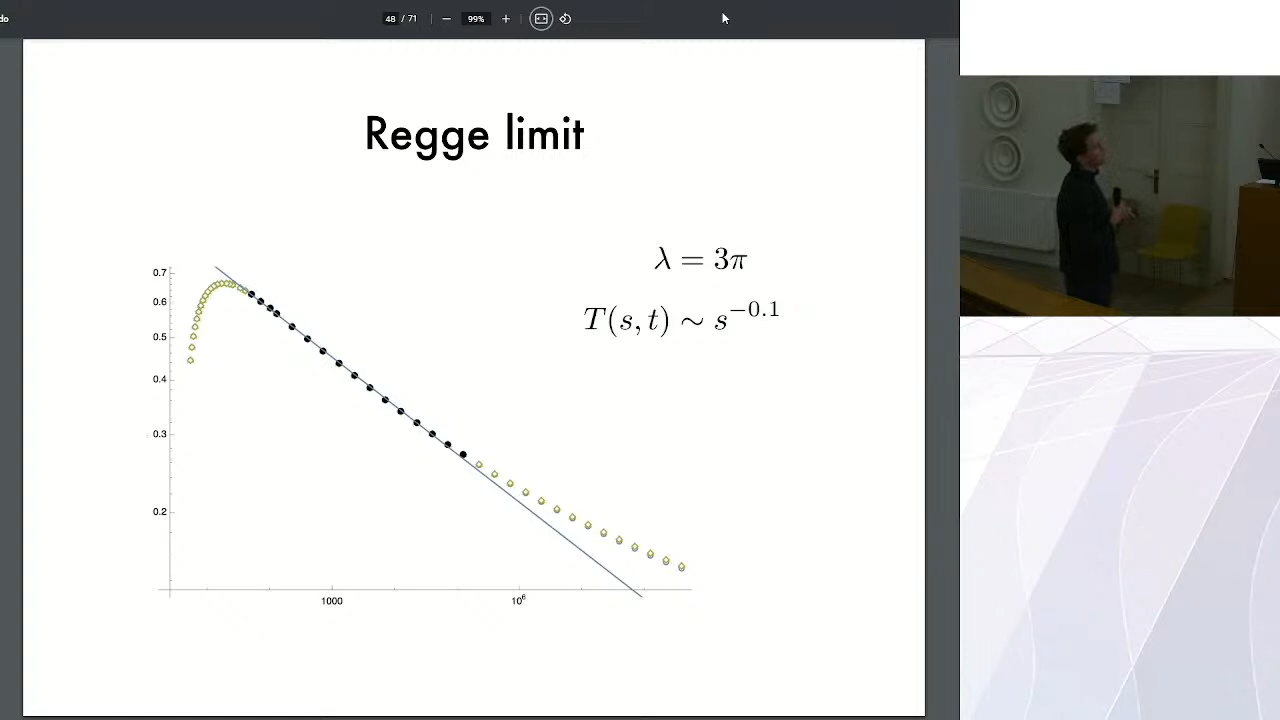 do
48 / 71
99%
Regge limit
λ = 3π
T(s, t) ∼ s^{−0.1}
0.7
0.6
0.5
0.4
0.3
0.2
1000
10^6